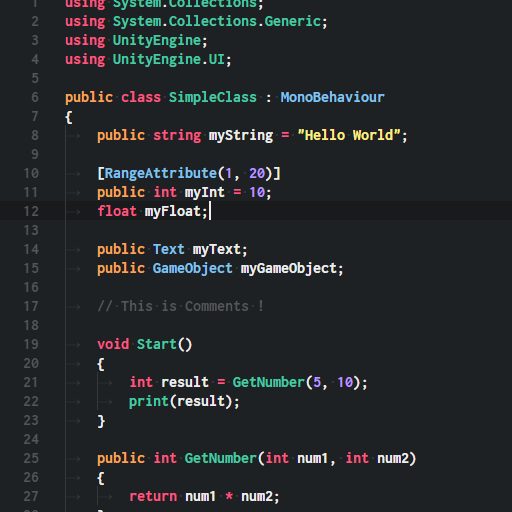 1 using System.Collections;
2 using System.Collections.Generic;
3 using UnityEngine;
4 using UnityEngine.UI;
5
6 public class SimpleClass : MonoBehaviour
7 {
8 public string myString = "Hello World";
9
10 [RangeAttribute(1, 20)]
11 public int myInt = 10;
12 float myFloat;
13
14 public Text myText;
15 public GameObject myGameObject;
16
17 // This is Comments !
18
19 void Start()
20 {
21 int result = GetNumber(5, 10);
22 print(result);
23 }
24
25 public int GetNumber(int num1, int num2)
26 {
27 return num1 * num2;